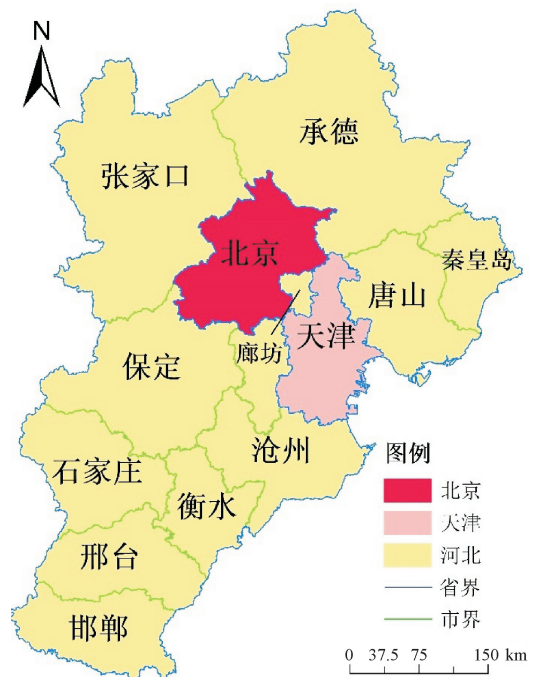 N
承德
张家口
北京
秦皇岛
唐山
天津
廊坊
保定
沧州
石家庄
衡水
邢台
邯郸
图例
北京
天津
河北
省界
市界
0 37.5 75 150 km